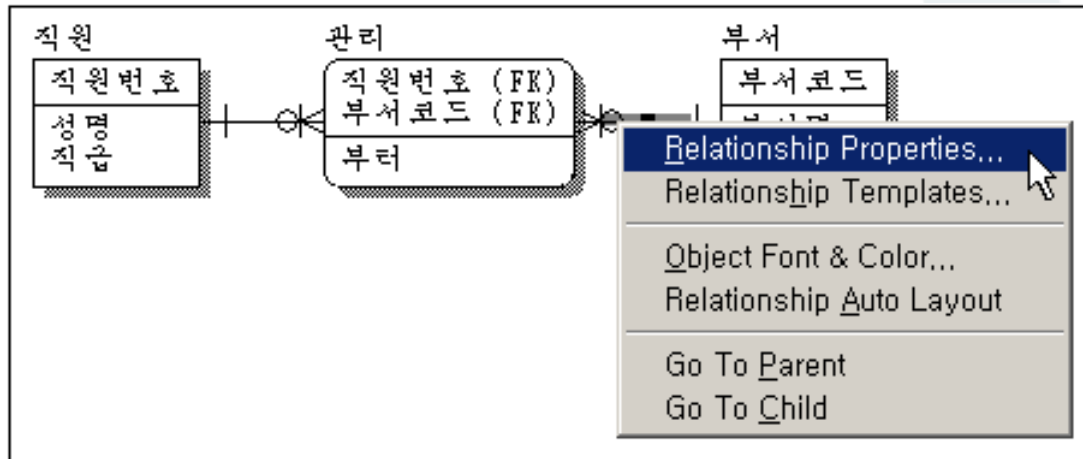 직원
직원번호
성명
직급
관리
직원번호 (FK)
부서코드 (FK)
부터
부서
부서코드
Relationship Properties...
Relationship Templates...
Object Font & Color...
Relationship Auto Layout
Go To Parent
Go To Child